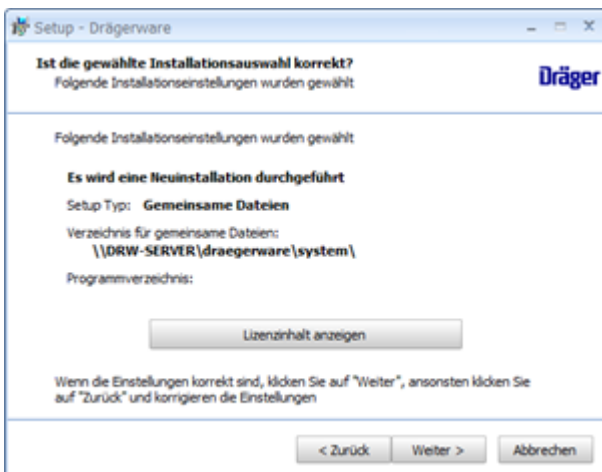 Setup - Drägerware
Ist die gewählte Installationsauswahl korrekt?
Folgende Installationseinstellungen wurden gewählt
Dräger
Folgende Installationseinstellungen wurden gewählt
Es wird eine Neuinstallation durchgeführt
Setup Typ: Gemeinsame Dateien
Verzeichnis für gemeinsame Dateien:
\\DRW-SERVER\draegerware\system\
Programmverzeichnis:
Lizenzinhalt anzeigen
Wenn die Einstellungen korrekt sind, klicken Sie auf "Weiter", ansonsten klicken Sie
auf "Zurück" und korrigieren die Einstellungen
< Zurück Weiter > Abbrechen